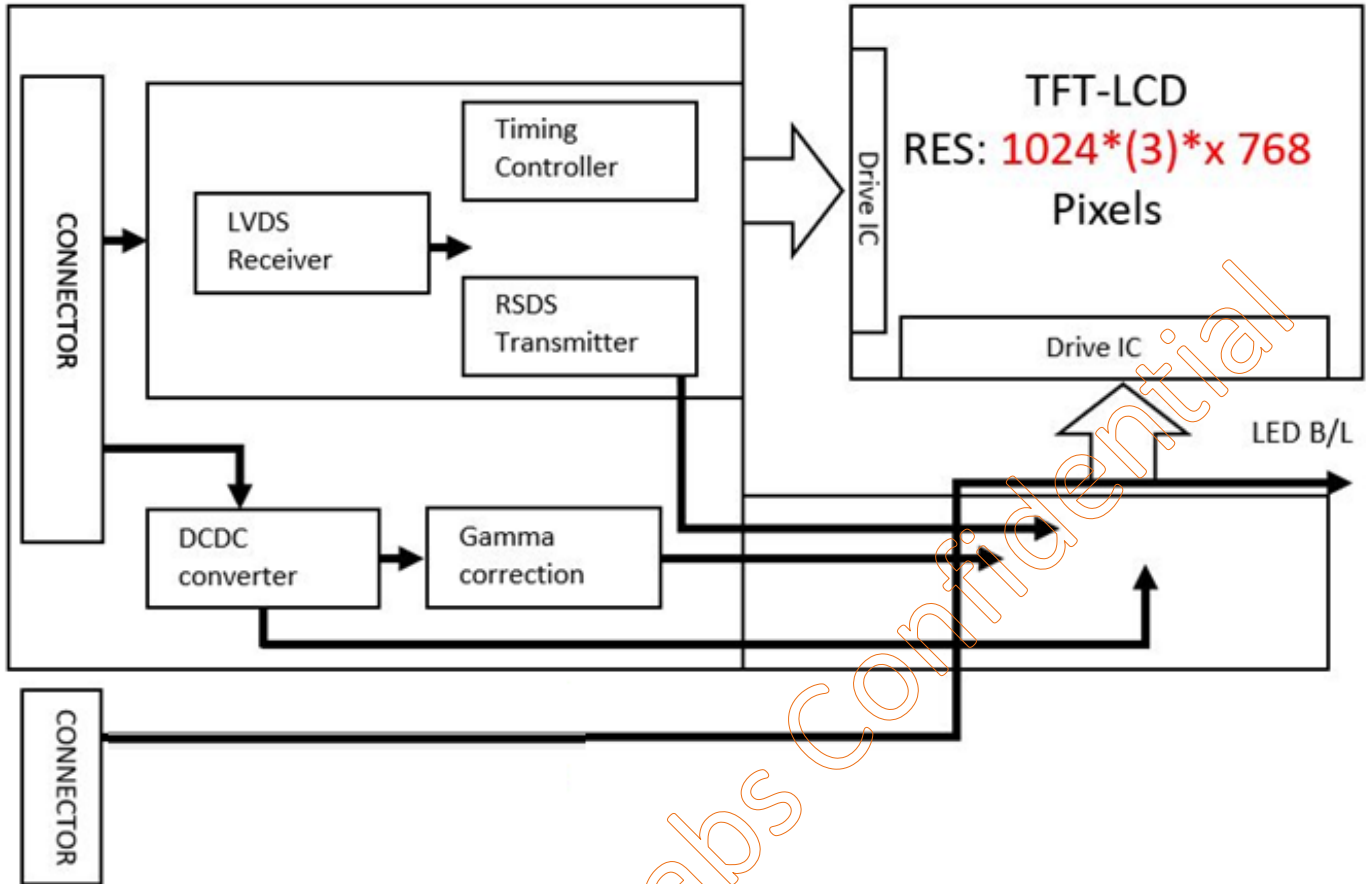 CONNECTOR
Timing
Controller
LVDS
Receiver
RSDS
Transmitter
DCDC
converter
Gamma
correction
Drive IC
TFT-LCD
RES: 1024*(3)*x 768
Pixels
Drive IC
LED B/L
CONNECTOR
Confidential